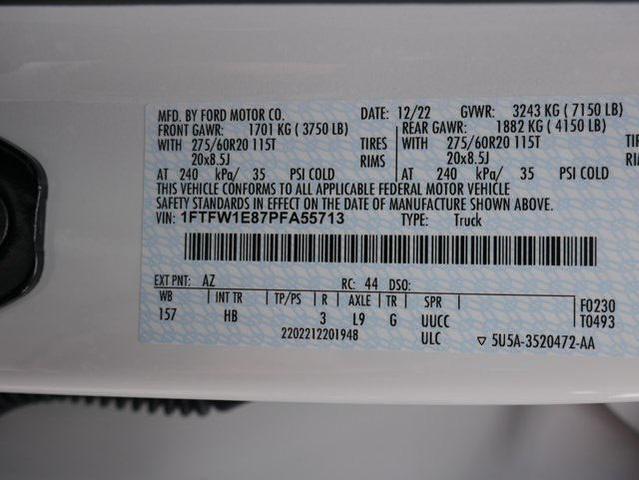 MFD. BY FORD MOTOR CO. DATE: 12/22 GVWR: 3243 KG ( 7150 LB)
FRONT GAWR: 1701 KG ( 3750 LB) REAR GAWR: 1882 KG ( 4150 LB)
WITH 275/60R20 115T TIRES WITH 275/60R20 115T
20x8.5J RIMS 20x8.5J
AT 240 kPa/ 35 PSI COLD AT 240 kPa/ 35 PSI COLD
THIS VEHICLE CONFORMS TO ALL APPLICABLE FEDERAL MOTOR VEHICLE
SAFETY STANDARDS IN EFFECT ON THE DATE OF MANUFACTURE SHOWN ABOVE.
VIN: 1FTFW1E87PFA55713 TYPE: Truck
EXT PNT: AZ RC: 44 DSO:
WB INT TR TP/PS R AXLE TR SPR F0230
157 HB 3 L9 G UUCC T0493
2202212201948 ULC ▽ 5U5A-3520472-AA